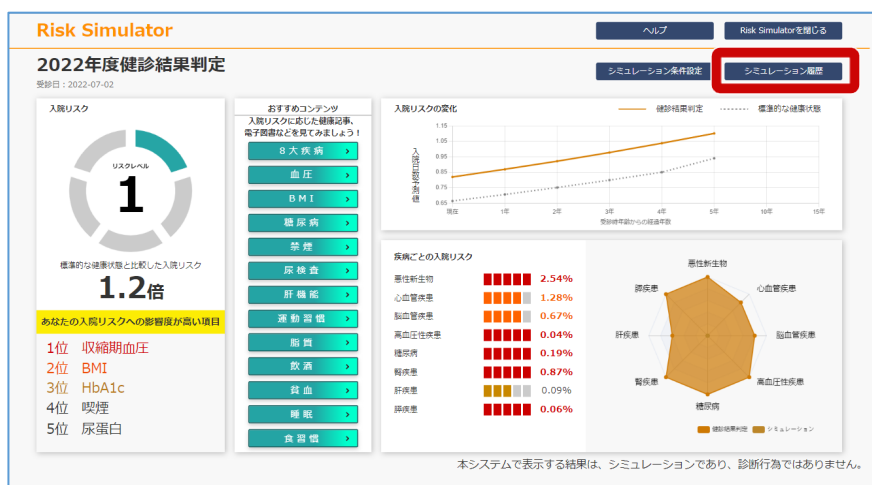 Risk Simulator
ヘルプ
Risk Simulatorを閉じる
2022年度健診結果判定
受診日：2022-07-02
シミュレーション条件設定
シミュレーション履歴
入院リスク
リスクレベル
1
標準的な健康状態と比較した入院リスク
1.2倍
あなたの入院リスクへの影響度が高い項目
1位 収縮期血圧
2位 BMI
3位 HbA1c
4位 喫煙
5位 尿蛋白
おすすめコンテンツ
入院リスクに応じた健康記事、
電子図書などを見てみましょう！
８大疾病
血圧
ＢＭＩ
糖尿病
禁煙
尿検査
肝機能
運動習慣
脂質
飲酒
貧血
睡眠
食習慣
入院リスクの変化
健診結果判定
標準的な健康状態
入院日数予測値
1.15
1.05
0.95
0.85
0.75
0.65
現在
1年
2年
3年
4年
5年
10年
15年
受診時年齢からの経過年数
疾病ごとの入院リスク
悪性新生物 2.54%
心血管疾患 1.28%
脳血管疾患 0.67%
高血圧性疾患 0.04%
糖尿病 0.19%
腎疾患 0.87%
肝疾患 0.09%
膵疾患 0.06%
悪性新生物
心血管疾患
脳血管疾患
高血圧性疾患
糖尿病
腎疾患
肝疾患
膵疾患
健診結果判定
シミュレーション
本システムで表示する結果は、シミュレーションであり、診断行為ではありません。